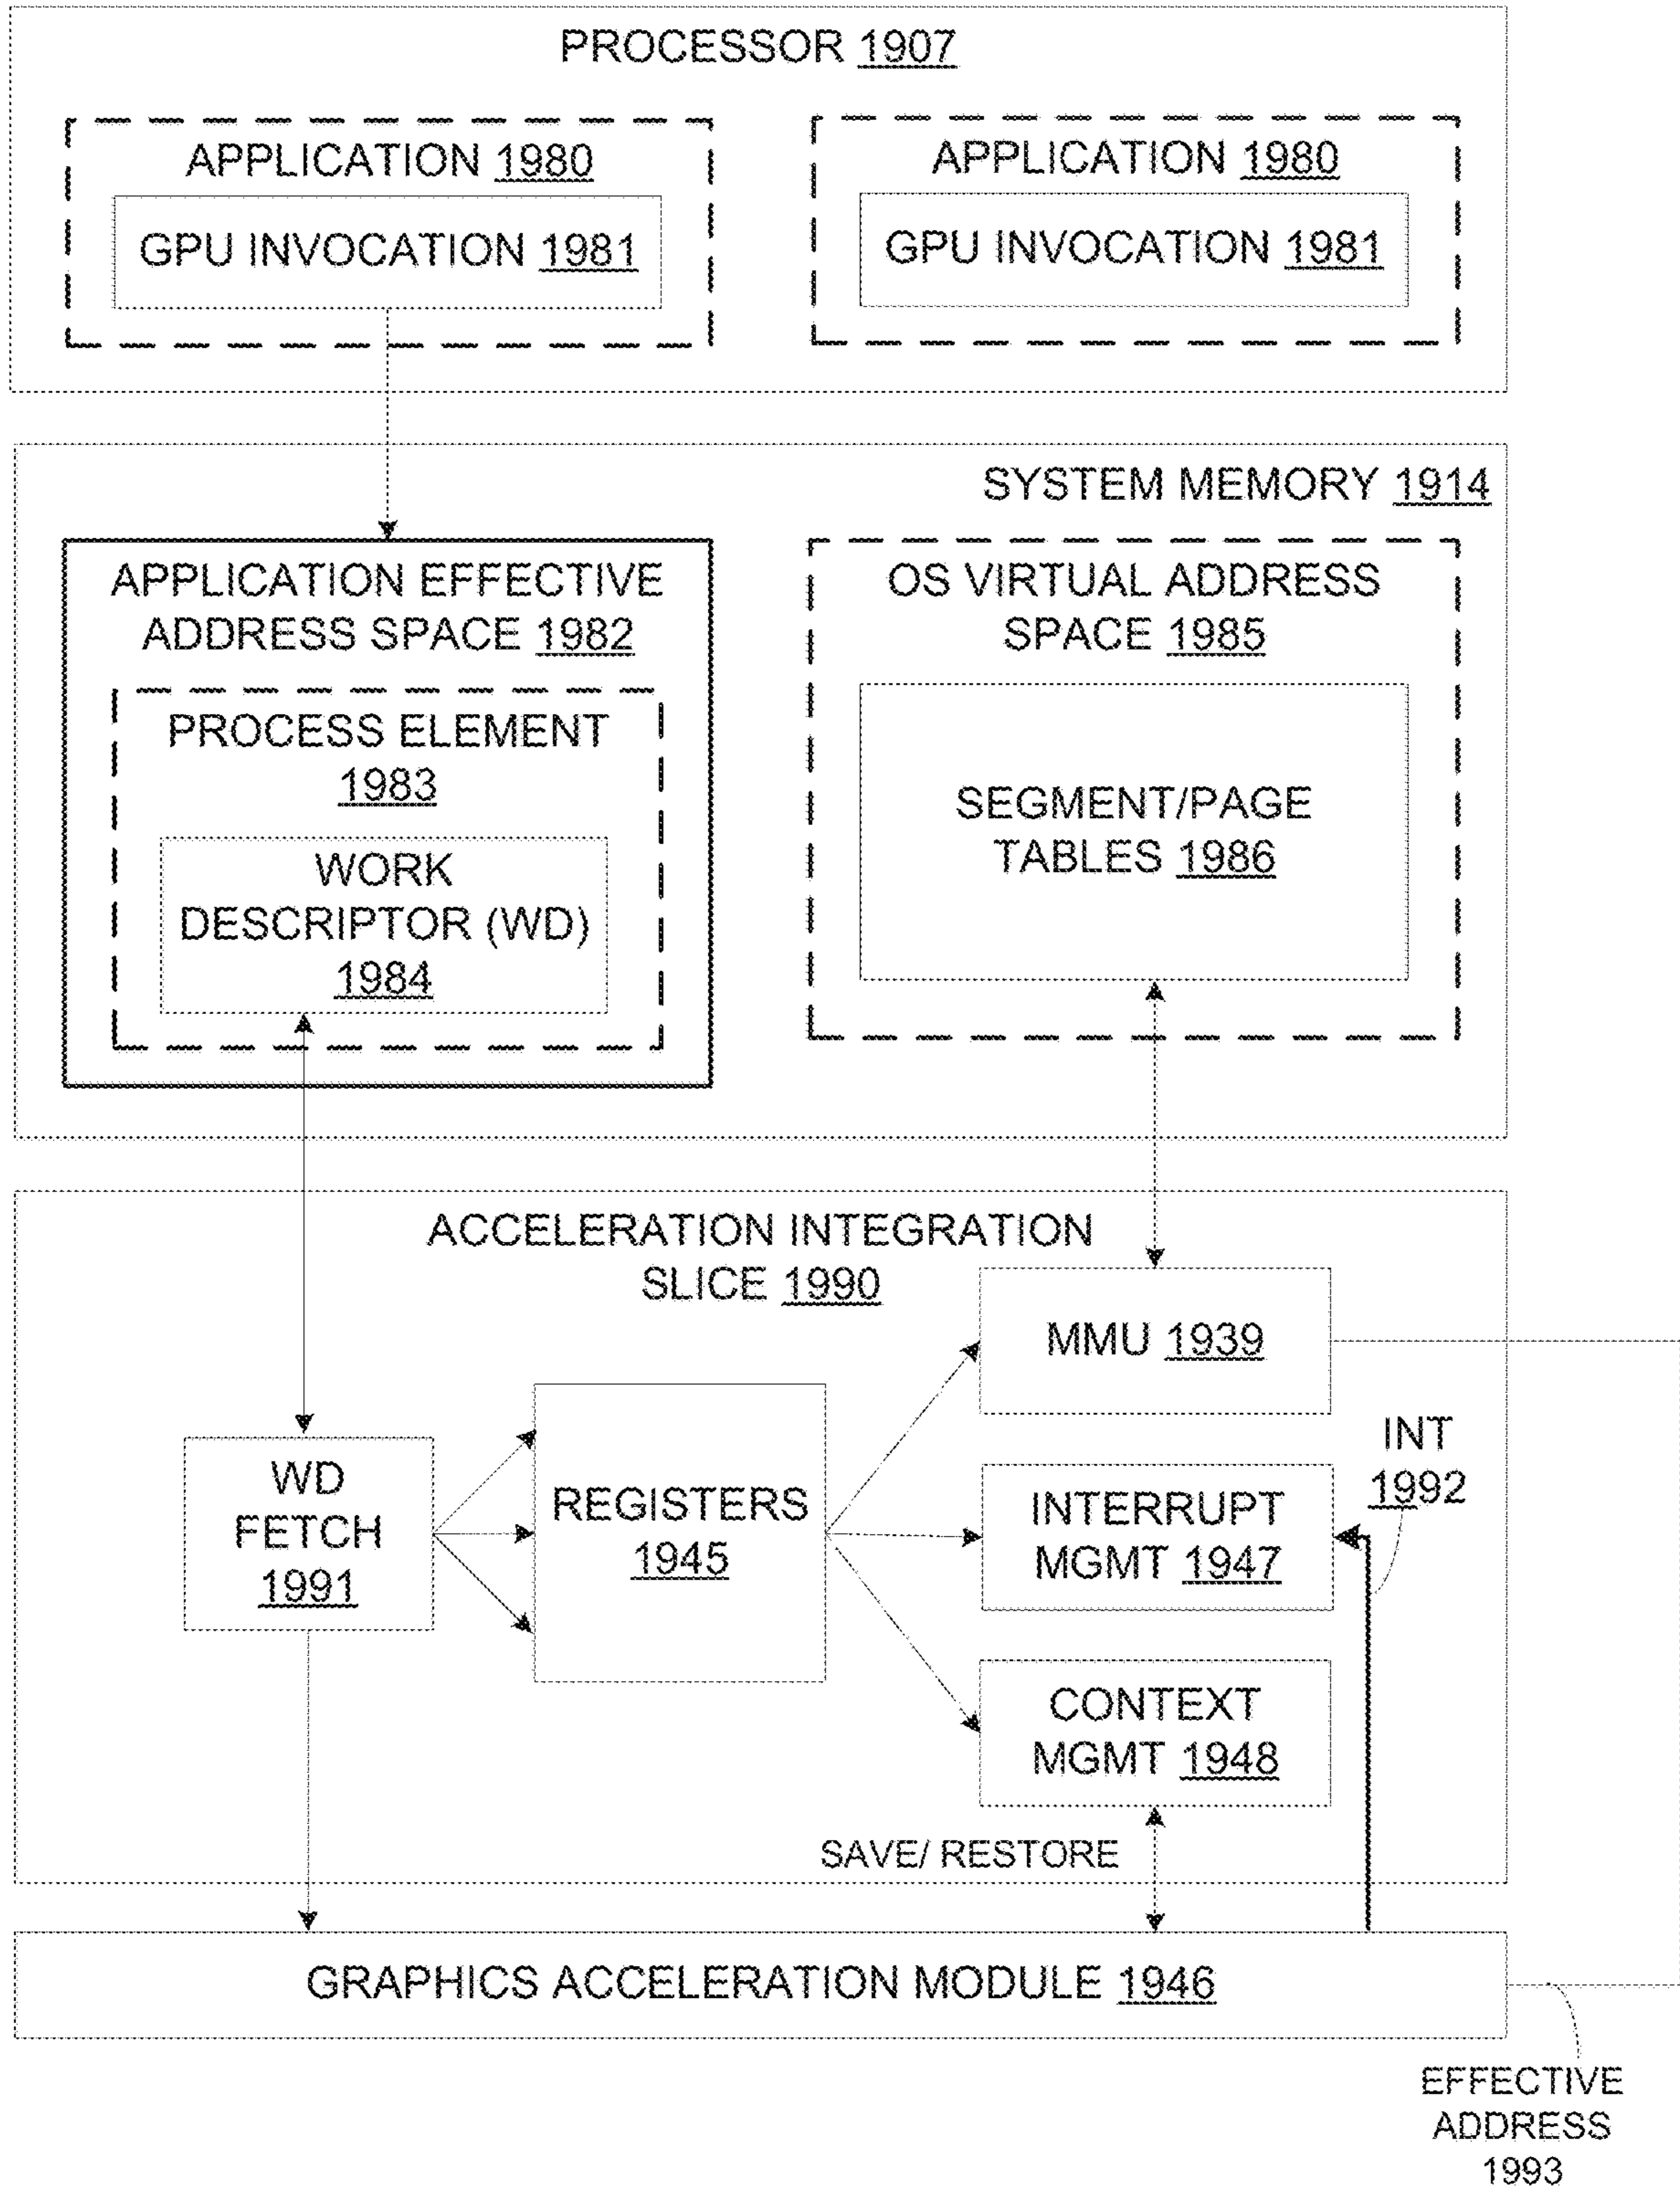 PROCESSOR 1907
APPLICATION 1980
GPU INVOCATION 1981
APPLICATION 1980
GPU INVOCATION 1981
SYSTEM MEMORY 1914
APPLICATION EFFECTIVE
ADDRESS SPACE 1982
PROCESS ELEMENT
1983
WORK
DESCRIPTOR (WD)
1984
OS VIRTUAL ADDRESS
SPACE 1985
SEGMENT/PAGE
TABLES 1986
ACCELERATION INTEGRATION
SLICE 1990
WD
FETCH
1991
REGISTERS
1945
MMU 1939
INTERRUPT
MGMT 1947
CONTEXT
MGMT 1948
INT
1992
SAVE/ RESTORE
GRAPHICS ACCELERATION MODULE 1946
EFFECTIVE
ADDRESS
1993